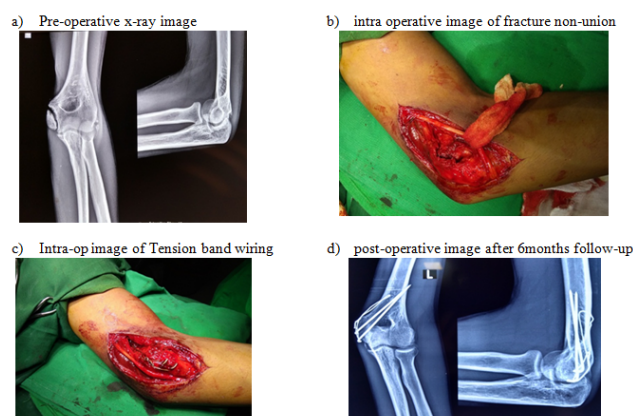 a) Pre-operative x-ray image
b) intra operative image of fracture non-union
c) Intra-op image of Tension band wiring
d) post-operative image after 6months follow-up
L